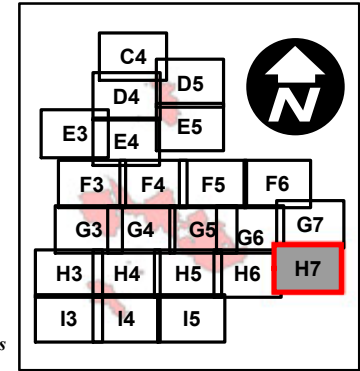 C4
D4 D5
E3 E4 E5
F3 F4 F5 F6
G3 G4 G5 G6 G7
H3 H4 H5 H6 H7
I3 I4 I5
N
s